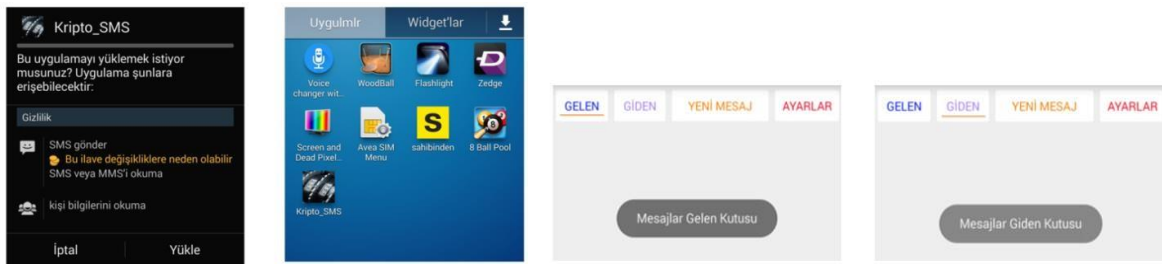 Kripto_SMS
Bu uygulamayı yüklemek istiyor
musunuz? Uygulama şunlara
erişebilecektir:
Gizlilik
SMS gönder
Bu ilave değişikliklere neden olabilir
SMS veya MMS'i okuma
kişi bilgilerini okuma
İptal Yükle
Uygulmlr Widget'lar
Voice
changer wit..
WoodBall
Flashlight
Zedge
Screen and
Dead Pixel..
Avea SIM
Menu
S
sahibinden
8 Ball Pool
Kripto_SMS
GELEN GİDEN YENİ MESAJ AYARLAR
Mesajlar Gelen Kutusu
GELEN GİDEN YENİ MESAJ AYARLAR
Mesajlar Giden Kutusu